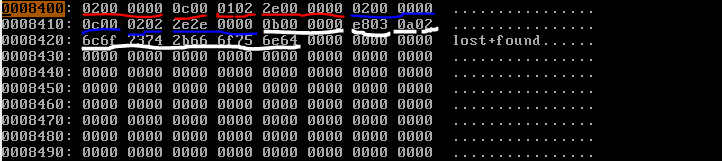 0008400: 0200 0000 0c00 0102 2e00 0000 0200 0000 ................
0008410: 0c00 0202 2e2e 0000 0b00 0000 e803 0a02 ................
0008420: 6c6f 7374 2b66 6f75 6e64 0000 0000 0000 lost+found......
0008430: 0000 0000 0000 0000 0000 0000 0000 0000 ................
0008440: 0000 0000 0000 0000 0000 0000 0000 0000 ................
0008450: 0000 0000 0000 0000 0000 0000 0000 0000 ................
0008460: 0000 0000 0000 0000 0000 0000 0000 0000 ................
0008470: 0000 0000 0000 0000 0000 0000 0000 0000 ................
0008480: 0000 0000 0000 0000 0000 0000 0000 0000 ................
0008490: 0000 0000 0000 0000 0000 0000 0000 0000 ................